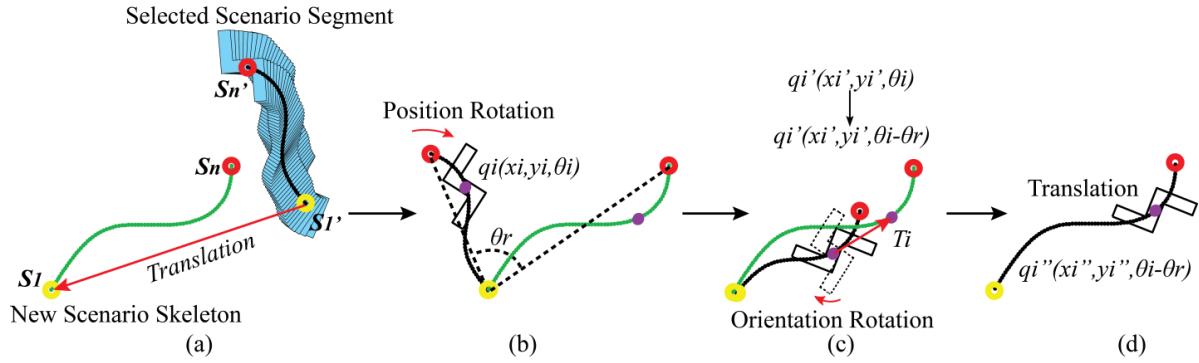 Selected Scenario Segment
Sn'
Sn
S1'
Translation
S1
New Scenario Skeleton
(a)
Position Rotation
qi(xi,yi,θi)
θr
(b)
qi'(xi',yi',θi)
qi'(xi',yi',θi-θr)
Ti
Orientation Rotation
(c)
Translation
qi''(xi'',yi'',θi-θr)
(d)